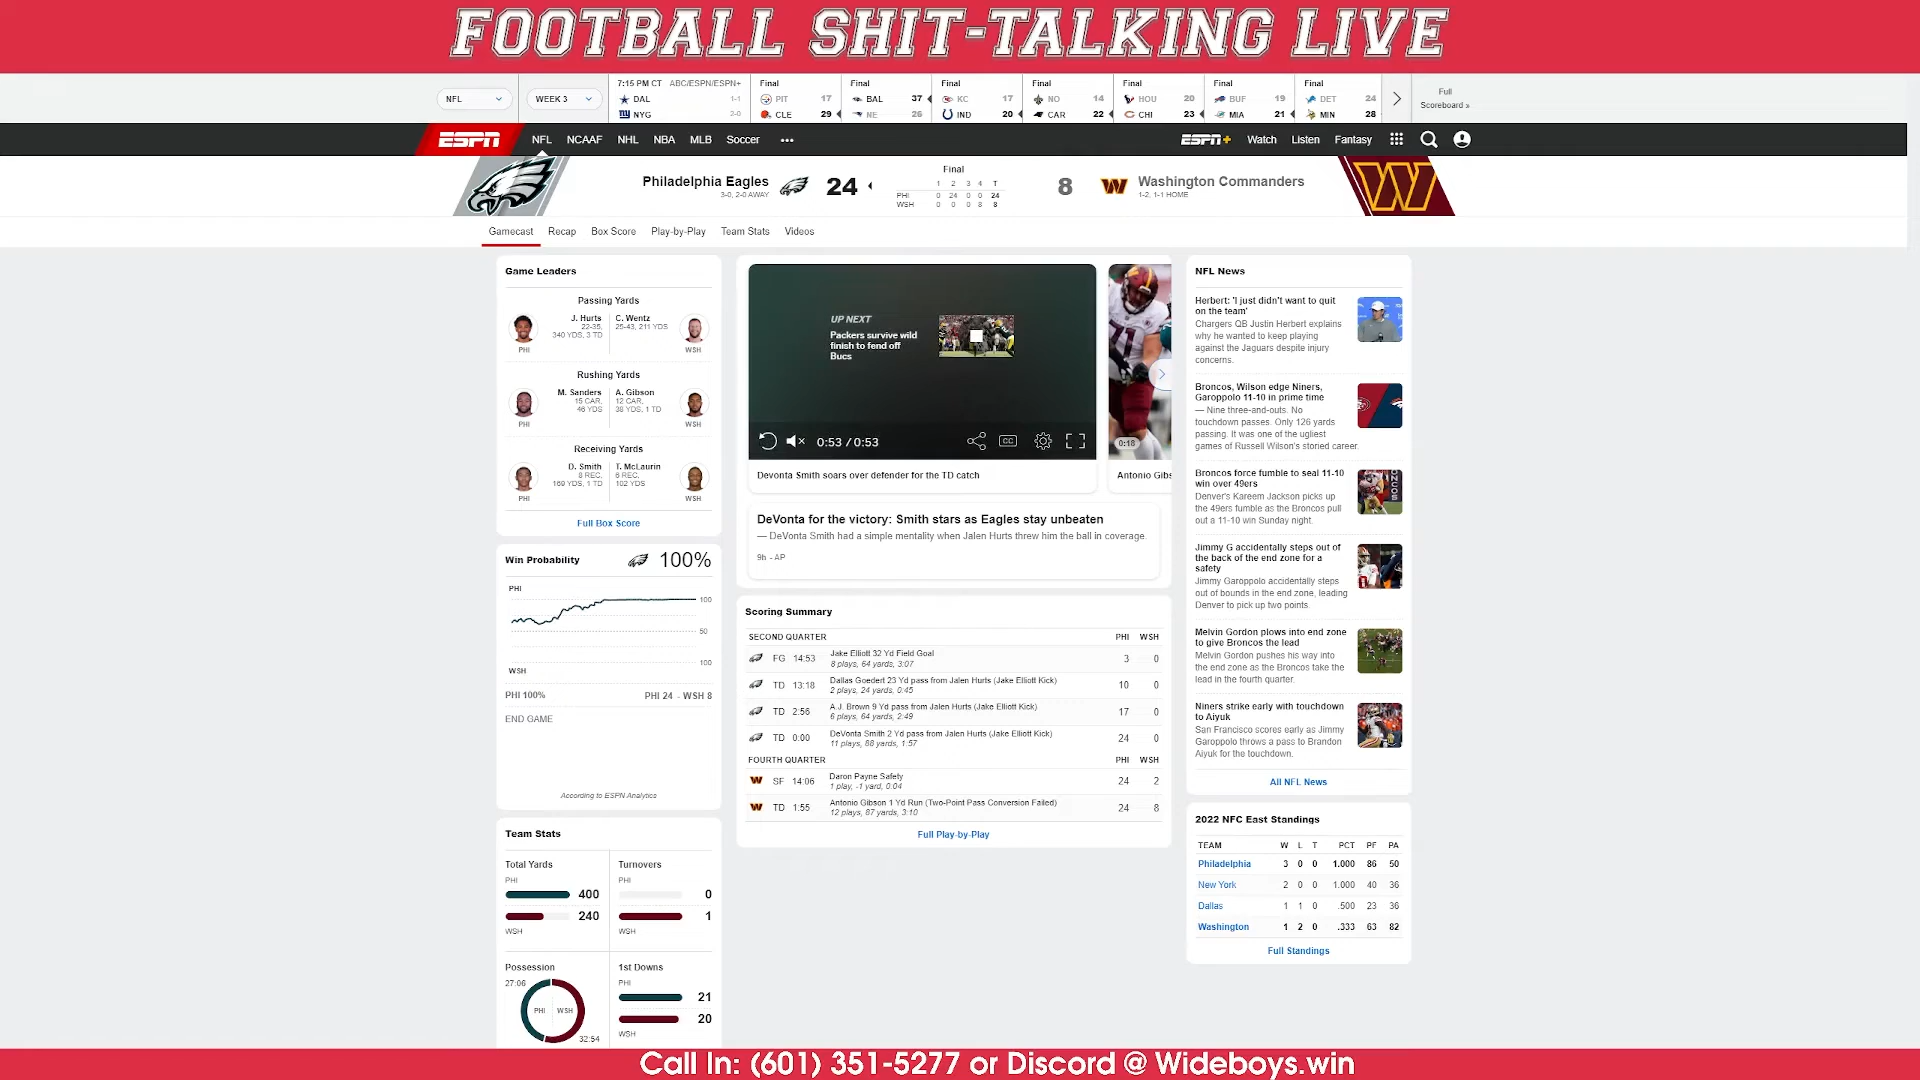 FOOTBALL SHIT-TALKING LIVE
NFL
WEEK 3
7:15 PM CT ABC/ESPN/ESPN+
DAL 1-1
NYG 2-0
Final
PIT 17
CLE 29
Final
BAL 37
NE 26
Final
KC 17
IND 20
Final
NO 14
CAR 22
Final
HOU 20
CHI 23
Final
BUF 19
MIA 21
Final
DET 24
MIN 28
Full
Scoreboard »
ESPN NFL NCAAF NHL NBA MLB Soccer ••• ESPN+ Watch Listen Fantasy
Philadelphia Eagles
3-0, 2-0 AWAY
24
Final
1 2 3 4 T
PHI 0 24 0 0 24
WSH 0 0 0 8 8
8
Washington Commanders
1-2, 1-1 HOME
Gamecast Recap Box Score Play-by-Play Team Stats Videos
Game Leaders
Passing Yards
J. Hurts
22-35,
340 YDS, 3 TD
PHI
C. Wentz
25-43, 211 YDS
WSH
Rushing Yards
M. Sanders
15 CAR,
46 YDS
PHI
A. Gibson
12 CAR,
38 YDS, 1 TD
WSH
Receiving Yards
D. Smith
8 REC,
169 YDS, 1 TD
PHI
T. McLaurin
6 REC,
102 YDS
WSH
Full Box Score
Win Probability 100%
PHI
100
50
100
WSH
PHI 100% PHI 24 - WSH 8
END GAME
According to ESPN Analytics
Team Stats
Total Yards
PHI
400
240
WSH
Turnovers
PHI
0
1
WSH
Possession
27:06
PHI WSH
32:54
1st Downs
PHI
21
20
WSH
UP NEXT
Packers survive wild
finish to fend off
Bucs
0:53 / 0:53
CC
Devonta Smith soars over defender for the TD catch
0:18
Antonio Gibs
DeVonta for the victory: Smith stars as Eagles stay unbeaten
— DeVonta Smith had a simple mentality when Jalen Hurts threw him the ball in coverage.
9h - AP
Scoring Summary
SECOND QUARTER PHI WSH
FG 14:53 Jake Elliott 32 Yd Field Goal 3 0
8 plays, 64 yards, 3:07
TD 13:18 Dallas Goedert 23 Yd pass from Jalen Hurts (Jake Elliott Kick) 10 0
2 plays, 24 yards, 0:45
TD 2:56 A.J. Brown 9 Yd pass from Jalen Hurts (Jake Elliott Kick) 17 0
6 plays, 64 yards, 2:49
TD 0:00 DeVonta Smith 2 Yd pass from Jalen Hurts (Jake Elliott Kick) 24 0
11 plays, 88 yards, 1:57
FOURTH QUARTER PHI WSH
SF 14:06 Daron Payne Safety 24 2
1 play, -1 yard, 0:04
TD 1:55 Antonio Gibson 1 Yd Run (Two-Point Pass Conversion Failed) 24 8
12 plays, 87 yards, 3:10
Full Play-by-Play
NFL News
Herbert: 'I just didn't want to quit
on the team'
Chargers QB Justin Herbert explains
why he wanted to keep playing
against the Jaguars despite injury
concerns.
Broncos, Wilson edge Niners,
Garoppolo 11-10 in prime time
— Nine three-and-outs. No
touchdown passes. Only 126 yards
passing. It was one of the ugliest
games of Russell Wilson's storied career.
Broncos force fumble to seal 11-10
win over 49ers
Denver's Kareem Jackson picks up
the 49ers fumble as the Broncos pull
out a 11-10 win Sunday night.
Jimmy G accidentally steps out of
the back of the end zone for a
safety
Jimmy Garoppolo accidentally steps
out of bounds in the end zone, leading
Denver to pick up two points.
Melvin Gordon plows into end zone
to give Broncos the lead
Melvin Gordon pushes his way into
the end zone as the Broncos take the
lead in the fourth quarter.
Niners strike early with touchdown
to Aiyuk
San Francisco scores early as Jimmy
Garoppolo throws a pass to Brandon
Aiyuk for the touchdown.
All NFL News
2022 NFC East Standings
TEAM W L T PCT PF PA
Philadelphia 3 0 0 1.000 86 50
New York 2 0 0 1.000 40 36
Dallas 1 1 0 .500 23 36
Washington 1 2 0 .333 63 82
Full Standings
Call In: (601) 351-5277 or Discord @ Wideboys.win